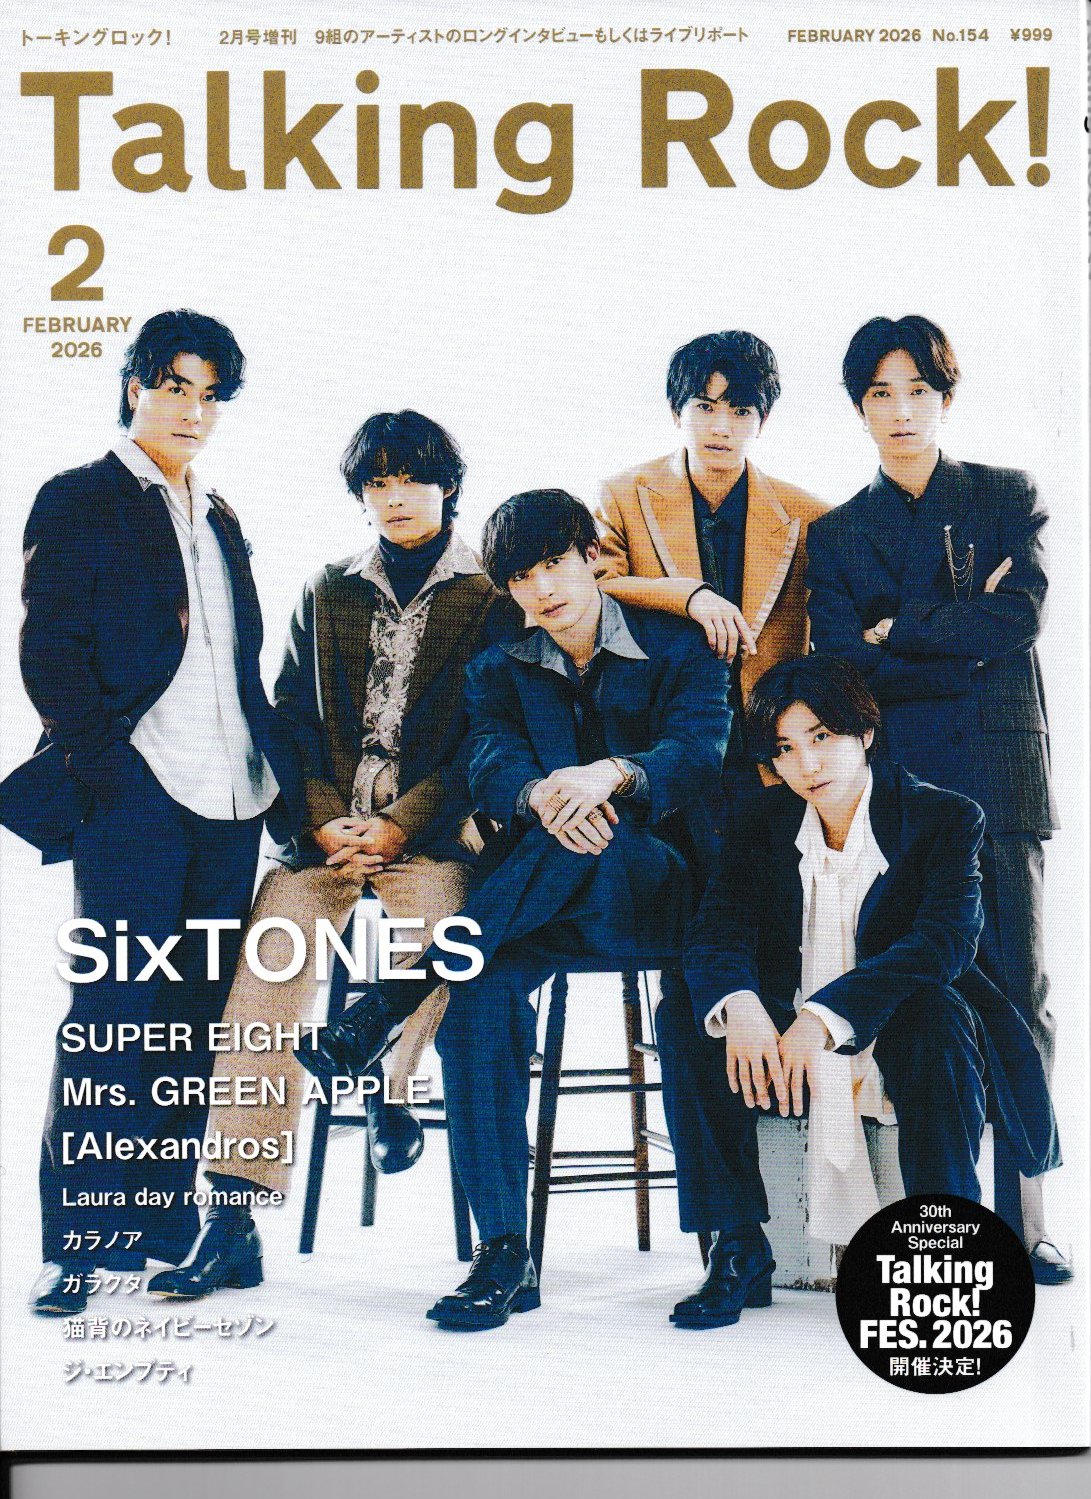 トーキングロック! 2月号増刊 9組のアーティストのロングインタビューもしくはライブリポート FEBRUARY 2026 No.154 ¥999
Talking Rock!
2
FEBRUARY
2026
SixTONES
SUPER EIGHT
Mrs. GREEN APPLE
[Alexandros]
Laura day romance
カラノア
ガラクタ
猫背のネイビーセゾン
ジ・エンプティ
30th
Anniversary
Special
Talking
Rock!
FES. 2026
開催決定!